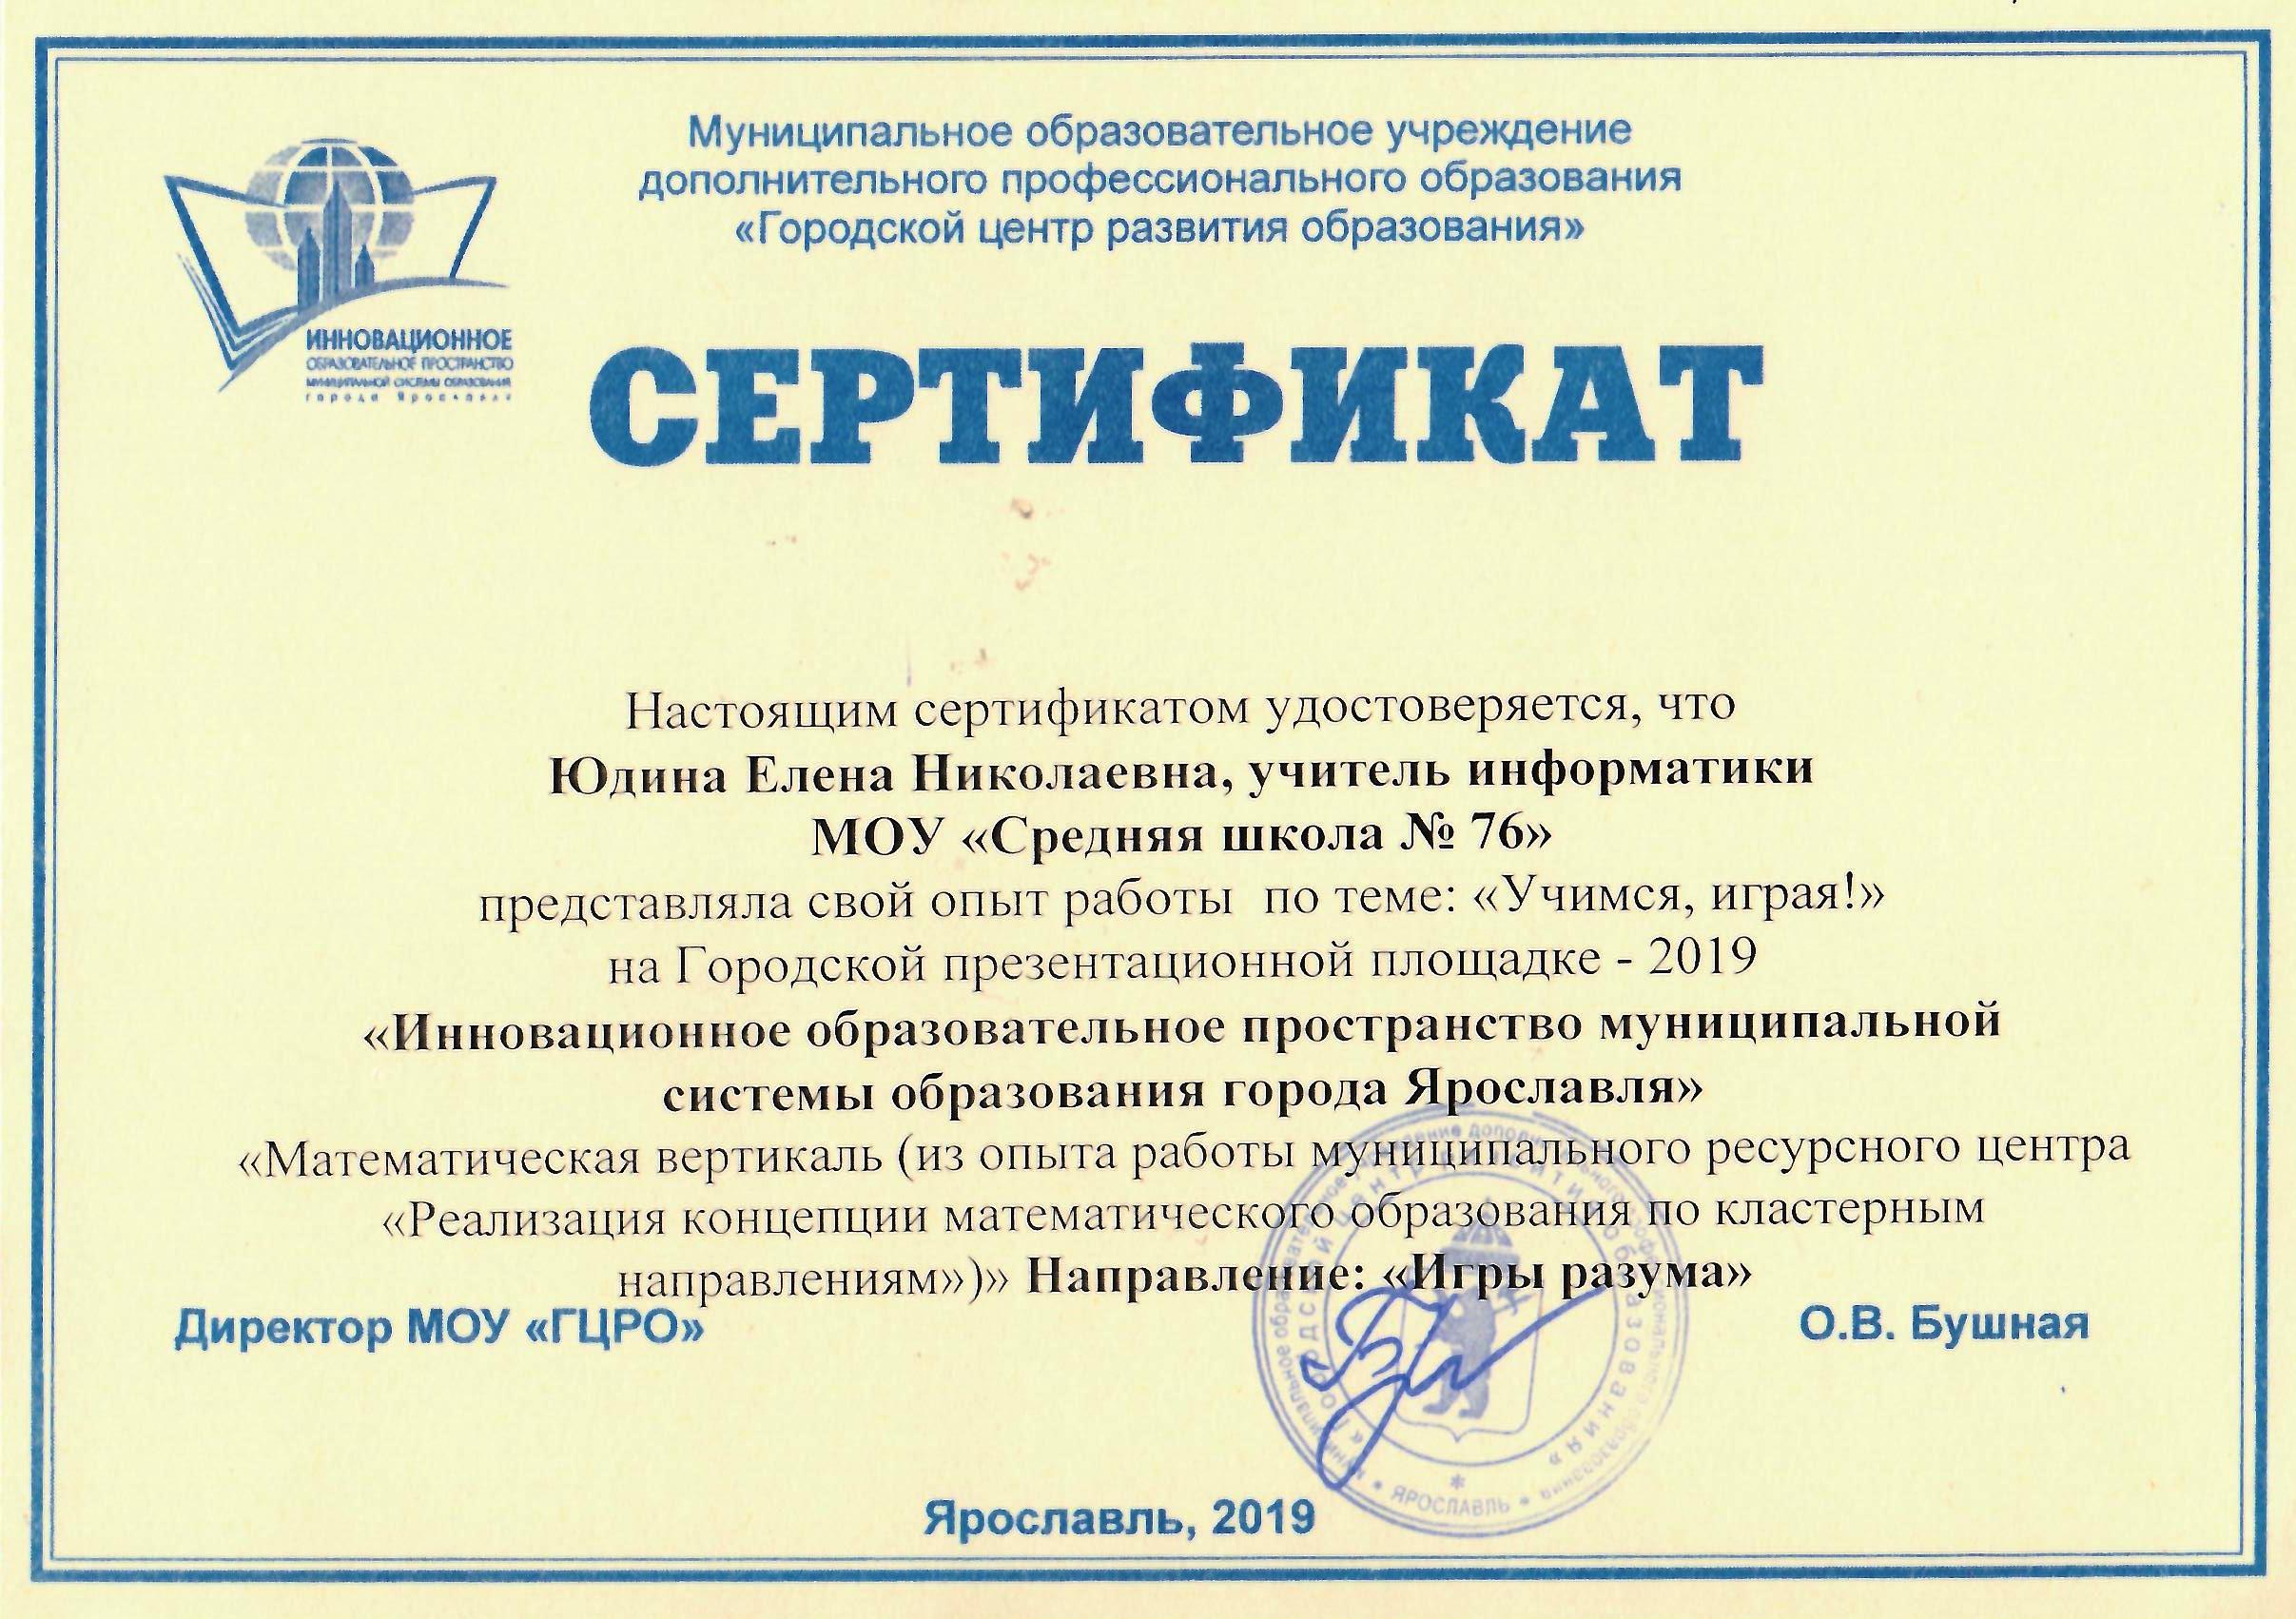 Муниципальное образовательное учреждение
дополнительного профессионального образования
«Городской центр развития образования»
ИННОВАЦИОННОЕ
ОБРАЗОВАТЕЛЬНОЕ ПРОСТРАНСТВО
МУНИЦИПАЛЬНОЙ СИСТЕМЫ ОБРАЗОВАНИЯ
города Ярославля
СЕРТИФИКАТ
Настоящим сертификатом удостоверяется, что
Юдина Елена Николаевна, учитель информатики
МОУ «Средняя школа № 76»
представляла свой опыт работы по теме: «Учимся, играя!»
на Городской презентационной площадке - 2019
«Инновационное образовательное пространство муниципальной
системы образования города Ярославля»
«Математическая вертикаль (из опыта работы муниципального ресурсного центра
«Реализация концепции математического образования по кластерным
направлениям»)» Направление: «Игры разума»
Директор МОУ «ГЦРО»
О.В. Бушная
«Городской центр развития образования»
ЯРОСЛАВЛЬ
Ярославль, 2019